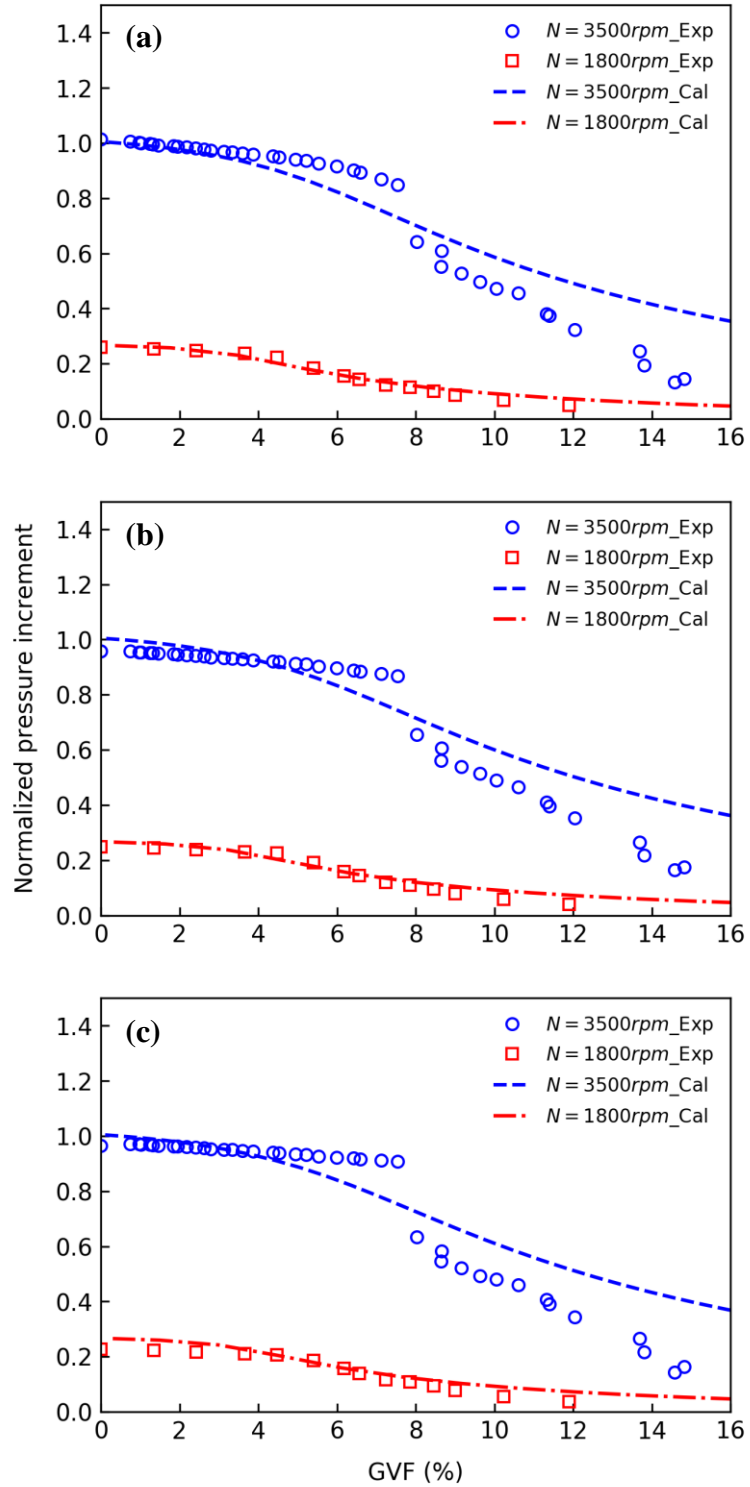 (a)
N = 3500rpm_Exp
N = 1800rpm_Exp
N = 3500rpm_Cal
N = 1800rpm_Cal
1.4
1.2
1.0
0.8
0.6
0.4
0.2
0.0
0 2 4 6 8 10 12 14 16
Normalized pressure increment
(b)
N = 3500rpm_Exp
N = 1800rpm_Exp
N = 3500rpm_Cal
N = 1800rpm_Cal
1.4
1.2
1.0
0.8
0.6
0.4
0.2
0.0
0 2 4 6 8 10 12 14 16
(c)
N = 3500rpm_Exp
N = 1800rpm_Exp
N = 3500rpm_Cal
N = 1800rpm_Cal
1.4
1.2
1.0
0.8
0.6
0.4
0.2
0.0
0 2 4 6 8 10 12 14 16
GVF (%)